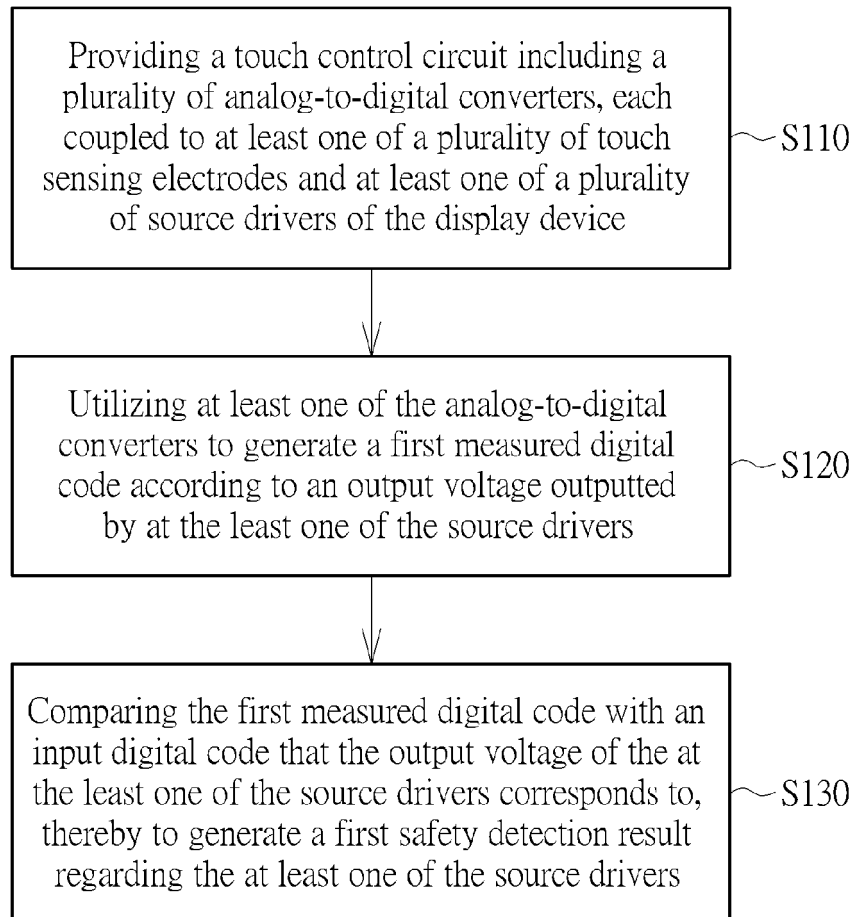 Providing a touch control circuit including a
plurality of analog-to-digital converters, each
coupled to at least one of a plurality of touch
sensing electrodes and at least one of a plurality
of source drivers of the display device
S110
Utilizing at least one of the analog-to-digital
converters to generate a first measured digital
code according to an output voltage outputted
by at the least one of the source drivers
S120
Comparing the first measured digital code with an
input digital code that the output voltage of the at
the least one of the source drivers corresponds to,
thereby to generate a first safety detection result
regarding the at least one of the source drivers
S130